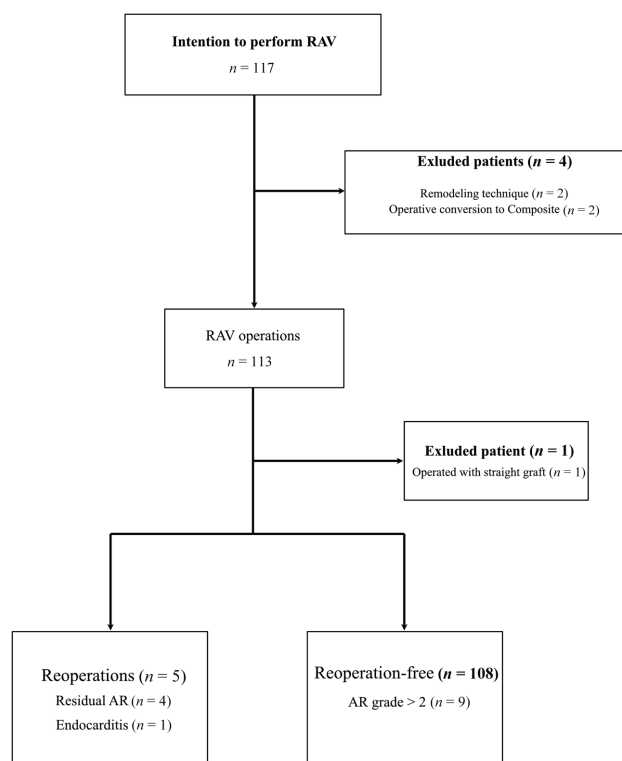 Intention to perform RAV
n = 117
Exluded patients (n = 4)
Remodeling technique (n = 2)
Operative conversion to Composite (n = 2)
RAV operations
n = 113
Exluded patient (n = 1)
Operated with straight graft (n = 1)
Reoperations (n = 5)
Residual AR (n = 4)
Endocarditis (n = 1)
Reoperation-free (n = 108)
AR grade > 2 (n = 9)